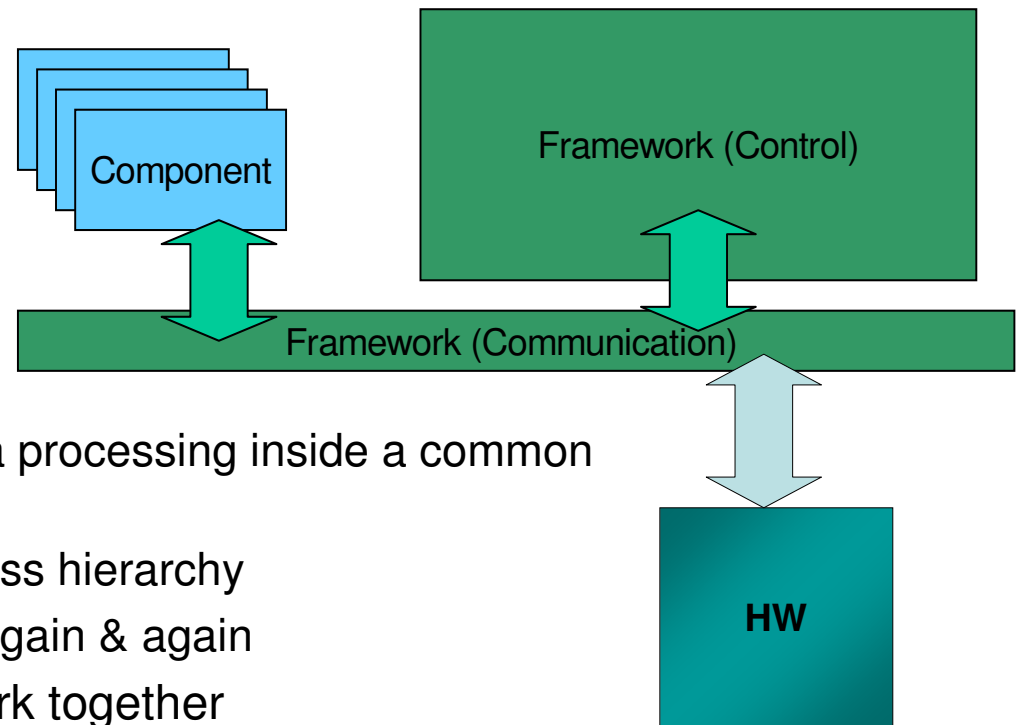 Framework (Control)
Component
Framework (Communication)
a processing inside a common
ss hierarchy
gain & again
rk together
HW